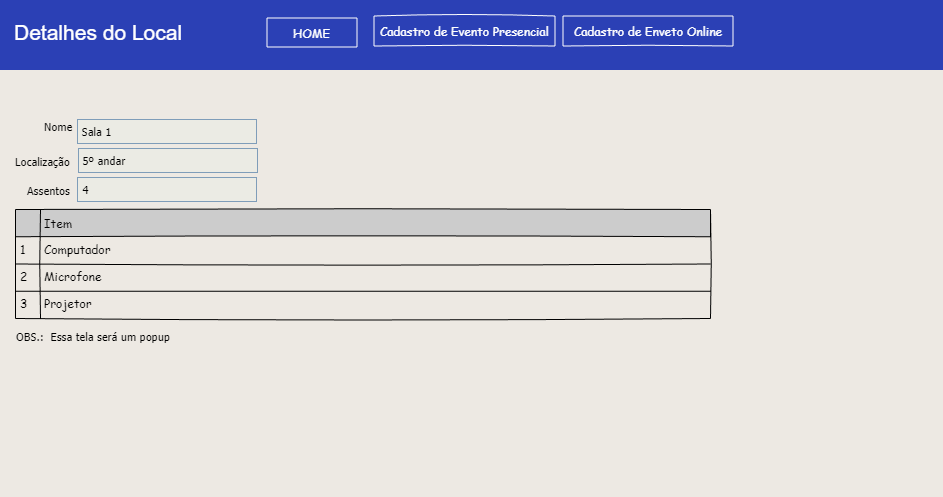 Detalhes do Local
HOME
Cadastro de Evento Presencial
Cadastro de Enveto Online
Nome
Sala 1
Localização
5º andar
Assentos
4
Item
1 Computador
2 Microfone
3 Projetor
OBS.: Essa tela será um popup